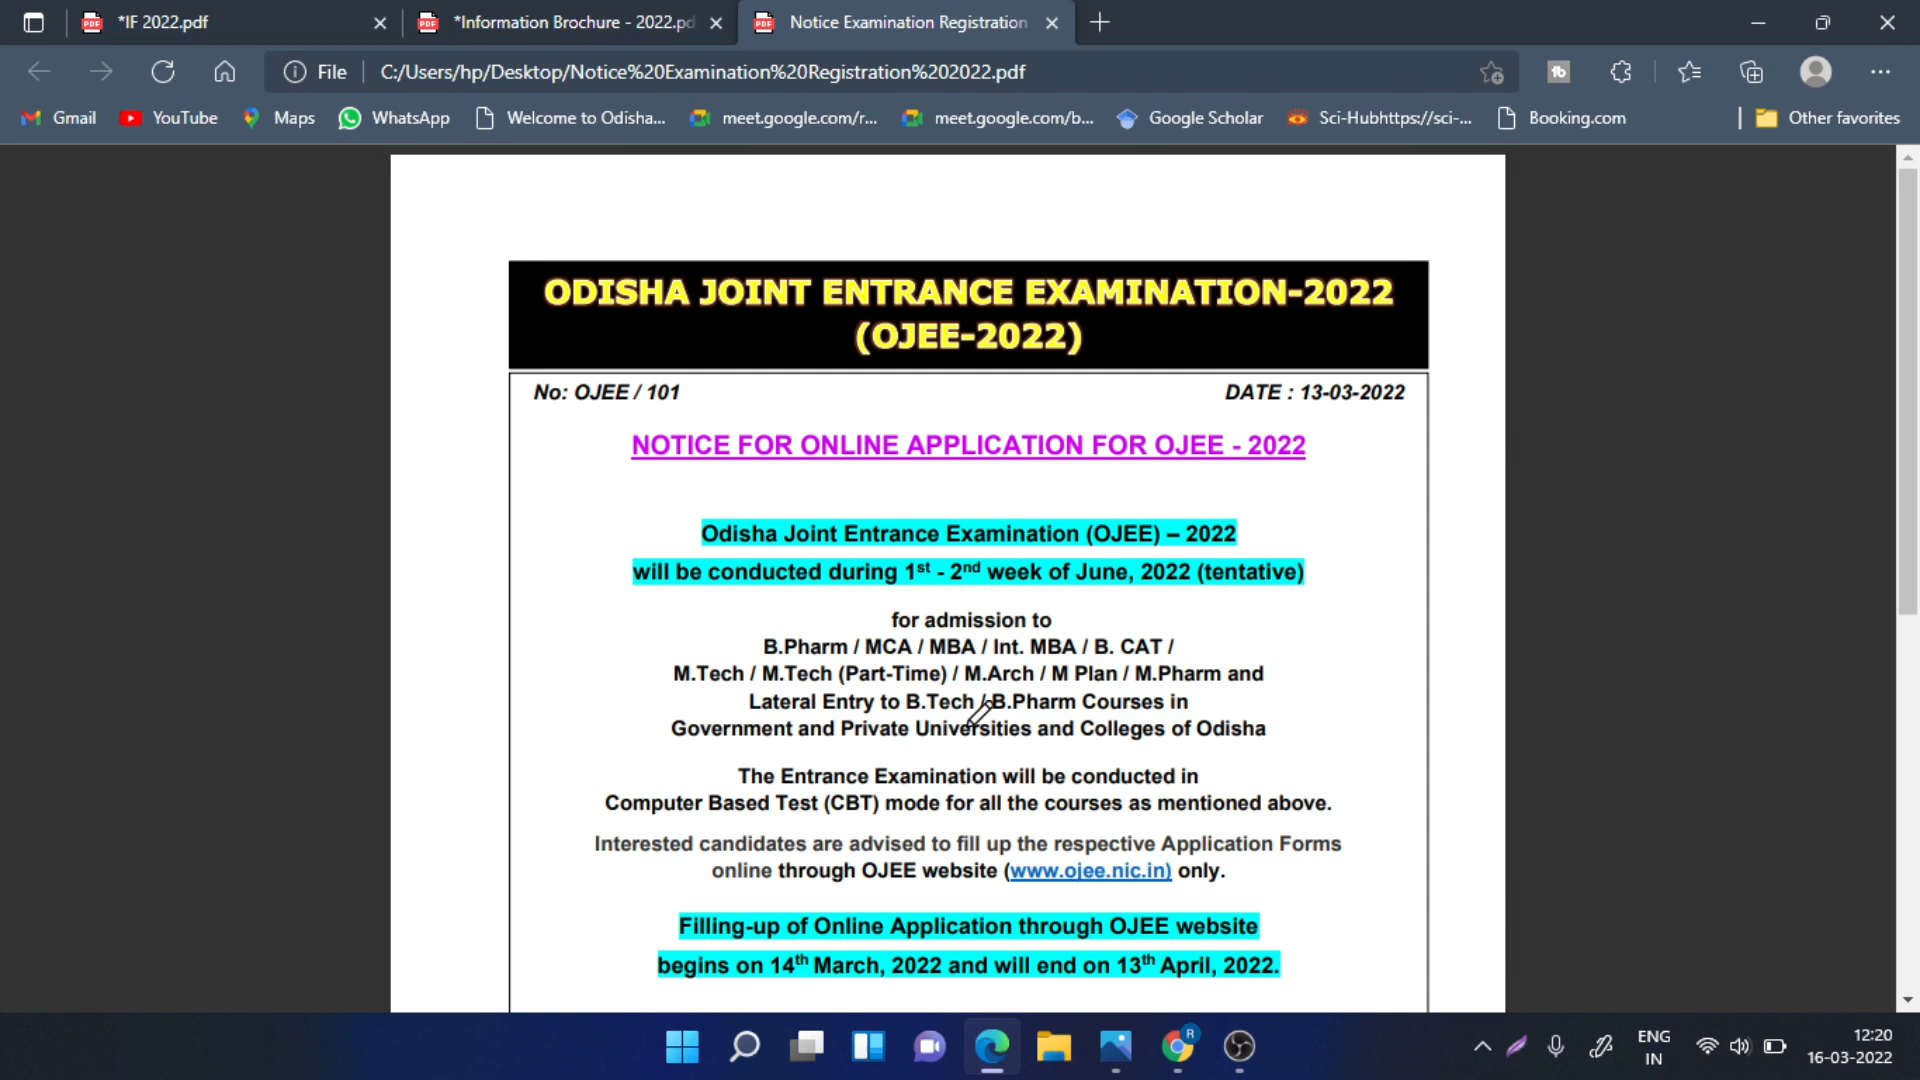 *IF 2022.pdf
*Information Brochure - 2022.pd
Notice Examination Registration
File
C:/Users/hp/Desktop/Notice%20Examination%20Registration%202022.pdf
Gmail
YouTube
Maps
WhatsApp
Welcome to Odisha...
meet.google.com/r...
meet.google.com/b...
Google Scholar
Sci-Hubhttps://sci-...
Booking.com
Other favorites
ODISHA JOINT ENTRANCE EXAMINATION-2022
(OJEE-2022)
No: OJEE / 101
DATE : 13-03-2022
NOTICE FOR ONLINE APPLICATION FOR OJEE - 2022
Odisha Joint Entrance Examination (OJEE) – 2022
will be conducted during 1st - 2nd week of June, 2022 (tentative)
for admission to
B.Pharm / MCA / MBA / Int. MBA / B. CAT /
M.Tech / M.Tech (Part-Time) / M.Arch / M Plan / M.Pharm and
Lateral Entry to B.Tech / B.Pharm Courses in
Government and Private Universities and Colleges of Odisha
The Entrance Examination will be conducted in
Computer Based Test (CBT) mode for all the courses as mentioned above.
Interested candidates are advised to fill up the respective Application Forms
online through OJEE website (www.ojee.nic.in) only.
Filling-up of Online Application through OJEE website
begins on 14th March, 2022 and will end on 13th April, 2022.
R
ENG
IN
12:20
16-03-2022